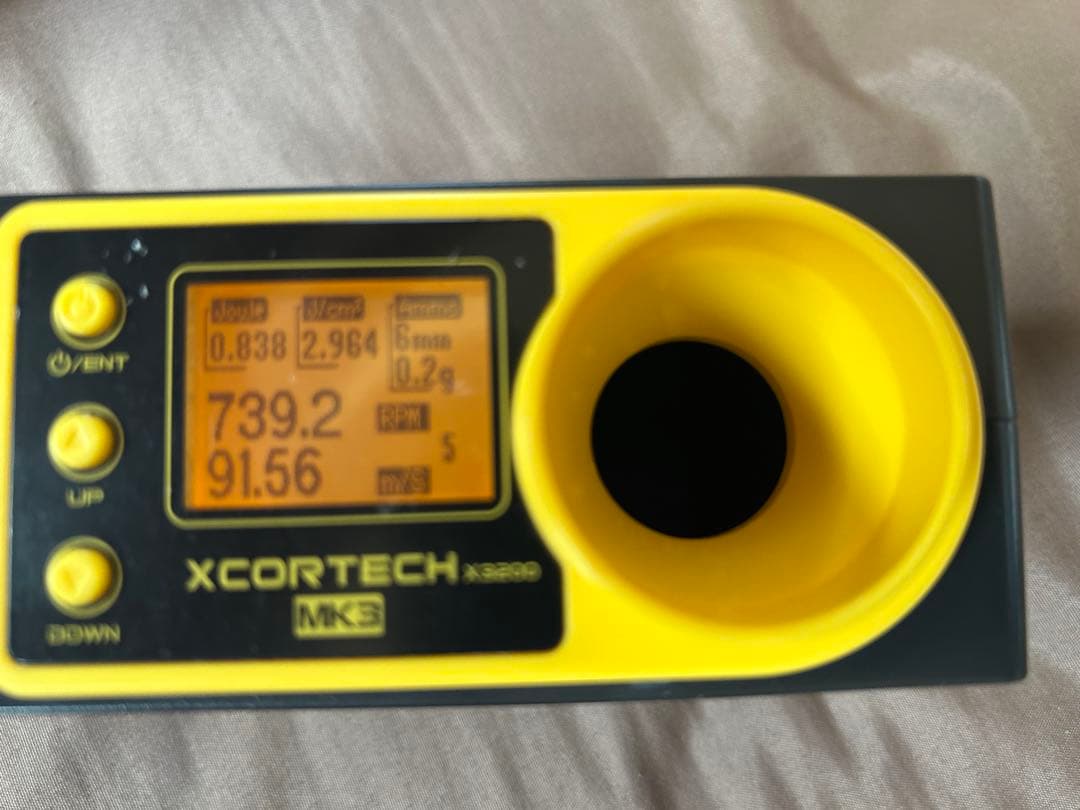 Joule J/cm² Ammo
0.838 2.964 6mm
0.2g
739.2 RPM
5
91.56 m/S
⏻/ENT
UP
DOWN
XCORTECH X3200
MK3